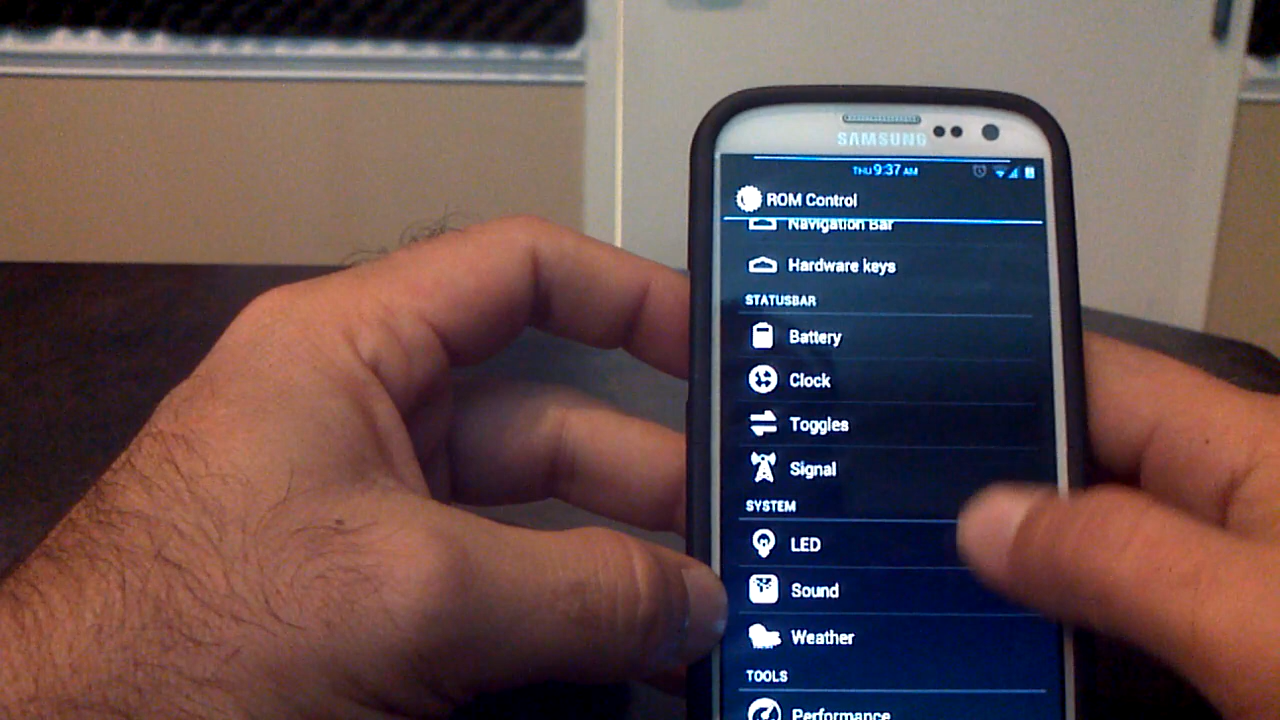 SAMSUNG
THU 9:37 AM
ROM Control
Navigation Bar
Hardware keys
STATUSBAR
Battery
Clock
Toggles
Signal
SYSTEM
LED
Sound
Weather
TOOLS
Performance